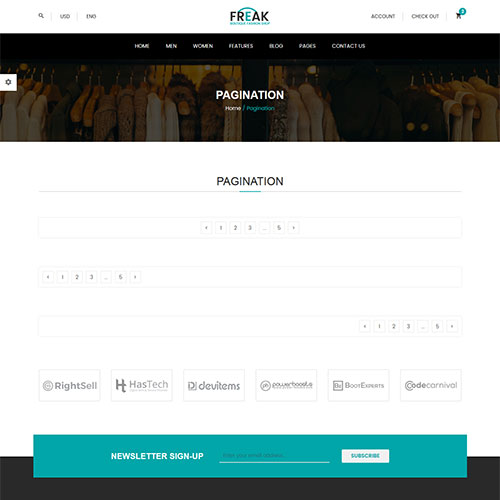 USD ENG FREAK ACCOUNT CHECK OUT
BOUTIQUE FASHION SHOP
HOME MEN WOMEN FEATURES BLOG PAGES CONTACT US
PAGINATION
Home / Pagination
PAGINATION
‹ 1 2 3 ... 5 ›
‹ 1 2 3 ... 5 ›
‹ 1 2 3 ... 5 ›
RightSell HasTech devitems powerboosts BootExperts Codecarnival
NEWSLETTER SIGN-UP Enter your email address... SUBSCRIBE